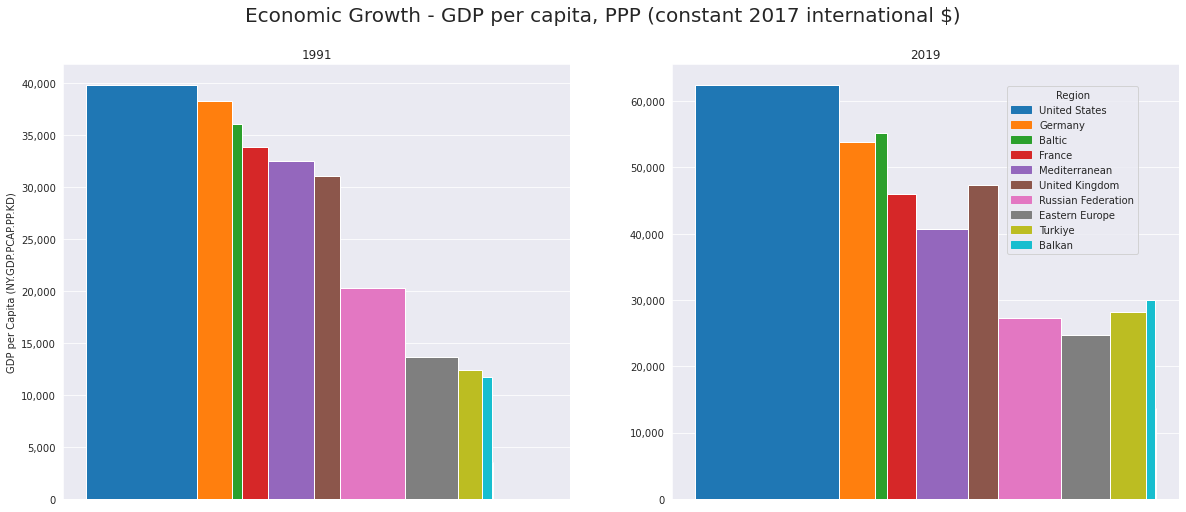 Economic Growth - GDP per capita, PPP (constant 2017 international $)
1991
GDP per Capita (NY.GDP.PCAP.PP.KD)
40,000
35,000
30,000
25,000
20,000
15,000
10,000
5,000
0
2019
60,000
50,000
40,000
30,000
20,000
10,000
0
Region
United States
Germany
Baltic
France
Mediterranean
United Kingdom
Russian Federation
Eastern Europe
Turkiye
Balkan